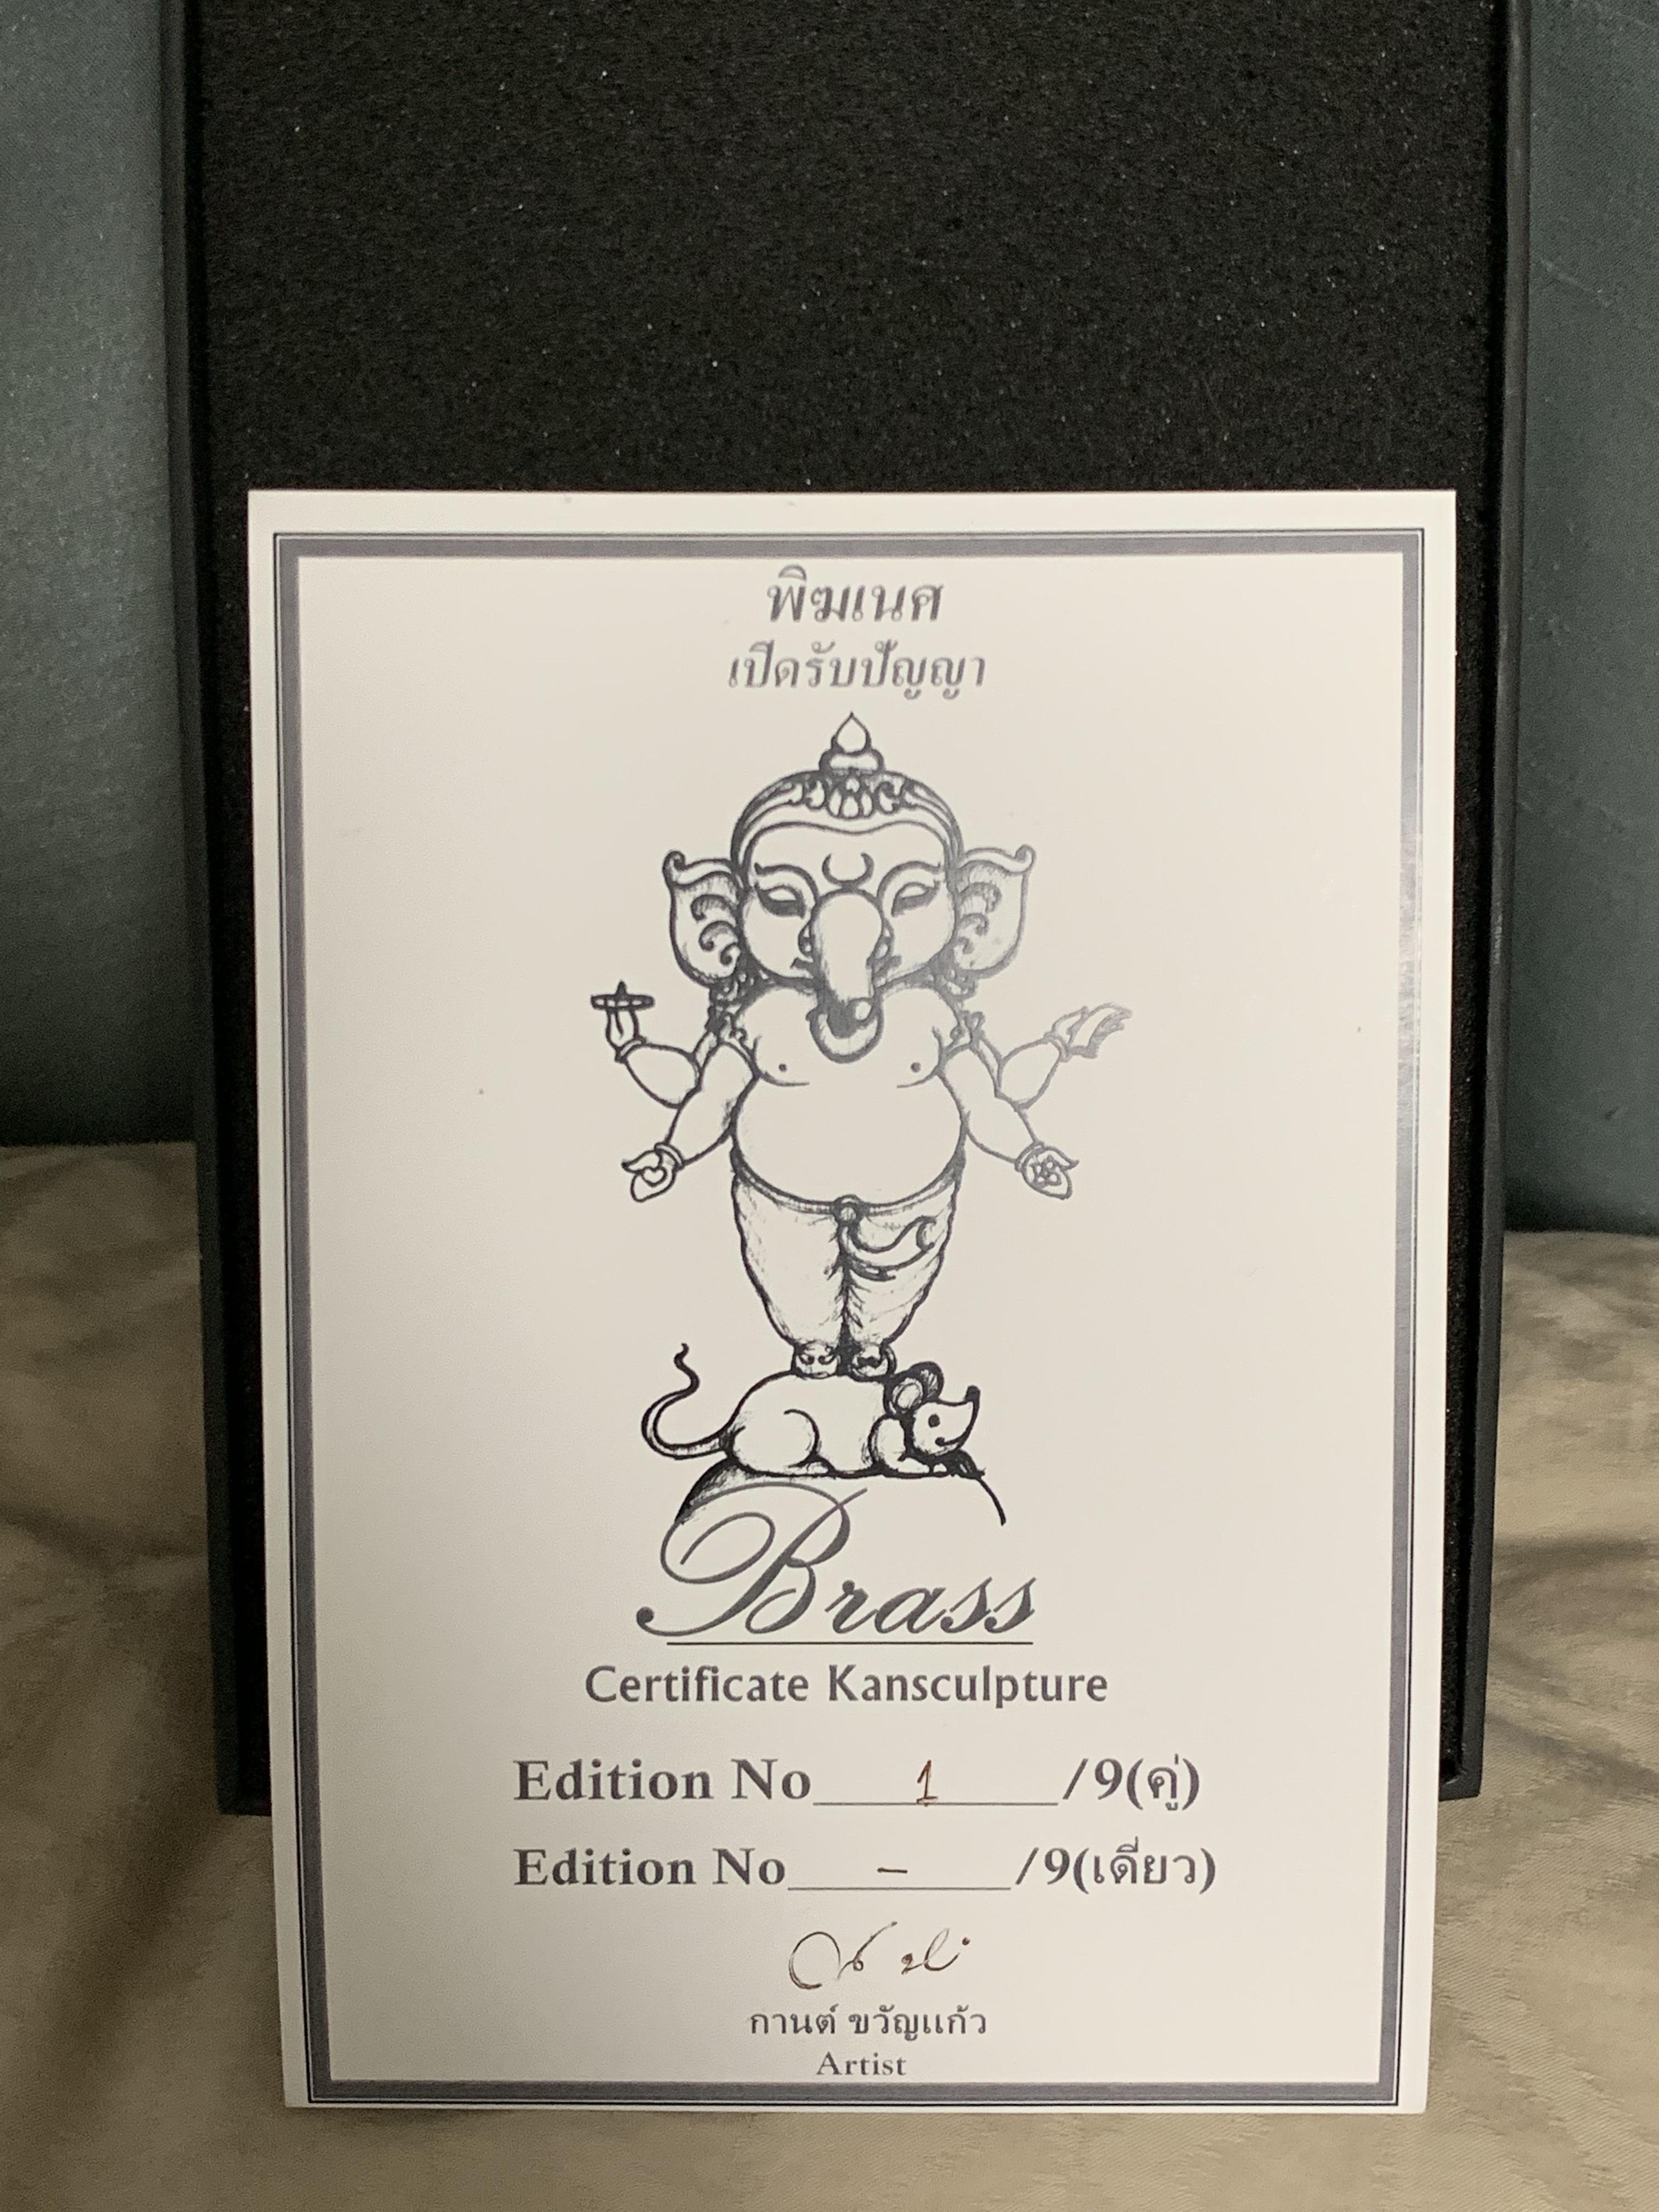 พิฆเนศ
เปิดรับปัญญา
Brass
Certificate Kansculpture
Edition No 1 /9(คู่)
Edition No - /9(เดียว)
กานต์ ขวัญแก้ว
Artist